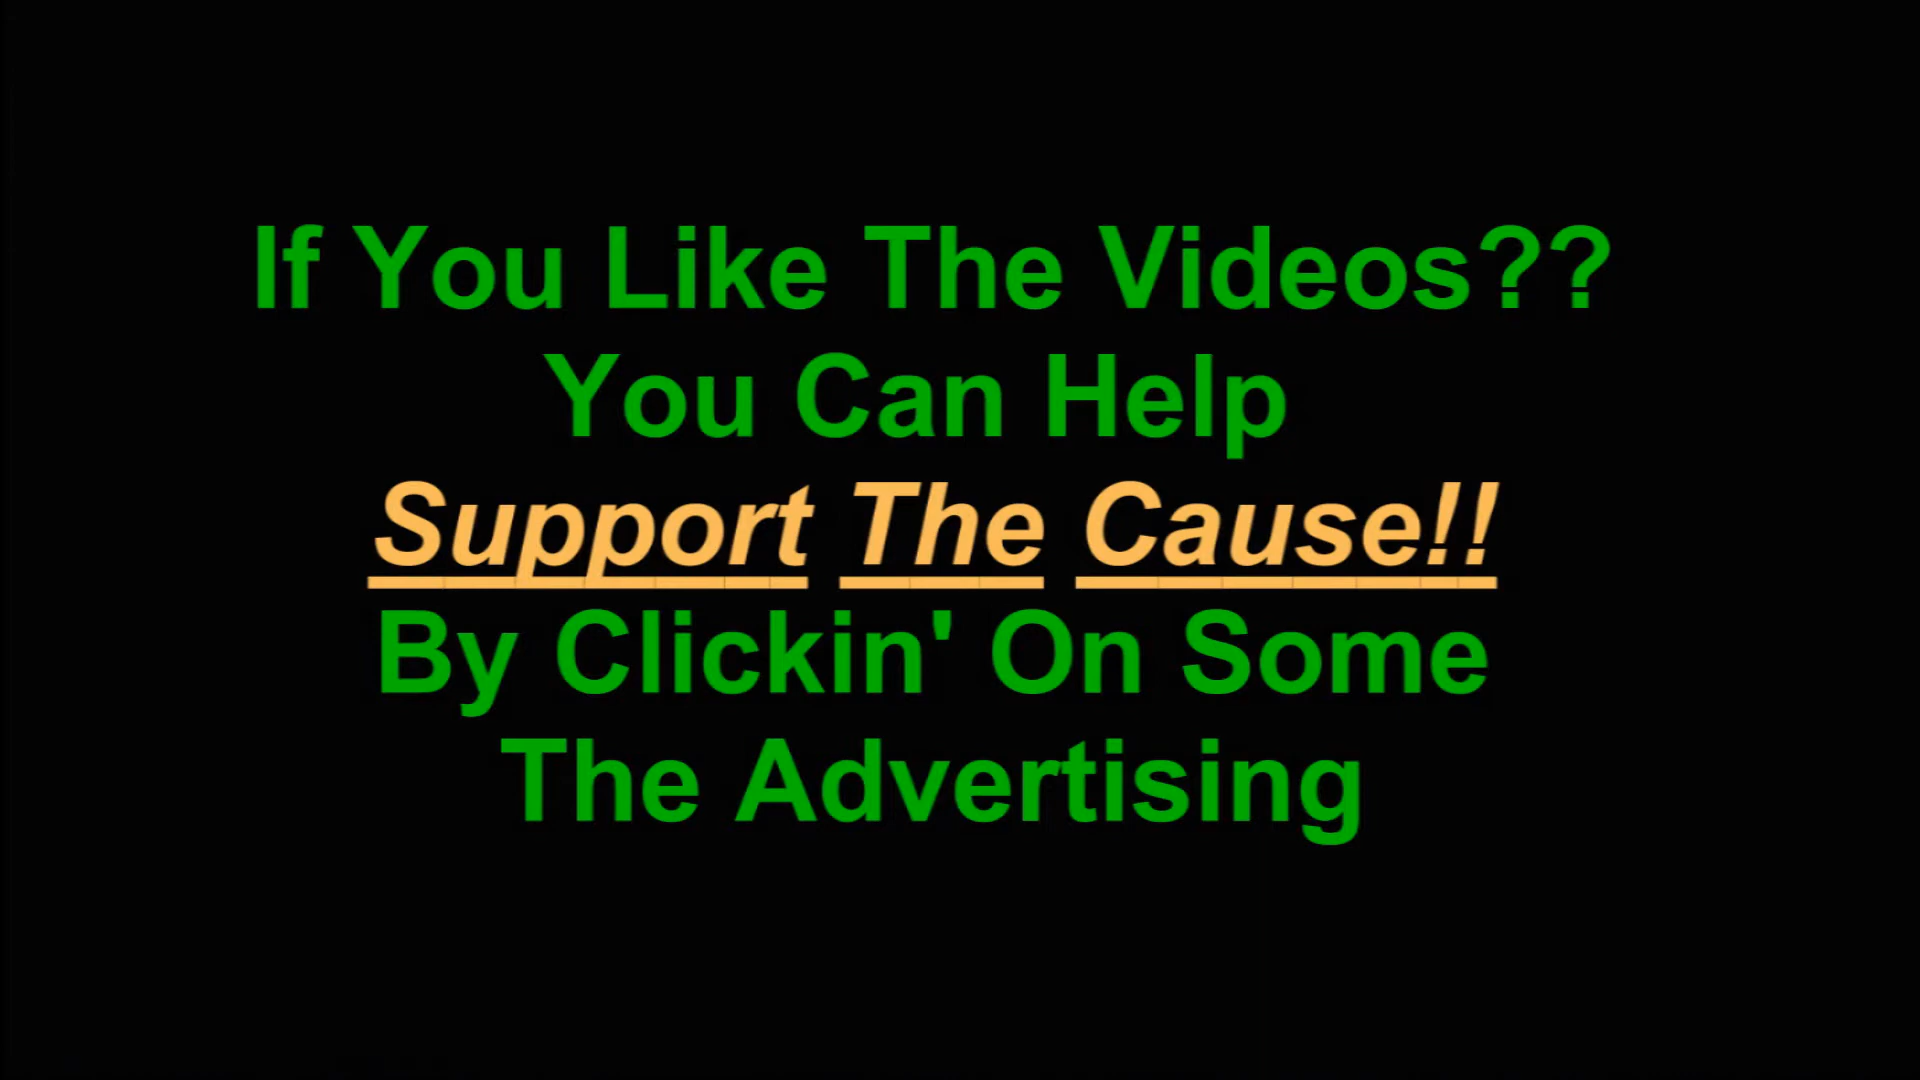 If You Like The Videos??
You Can Help
Support The Cause!!
By Clickin' On Some
The Advertising